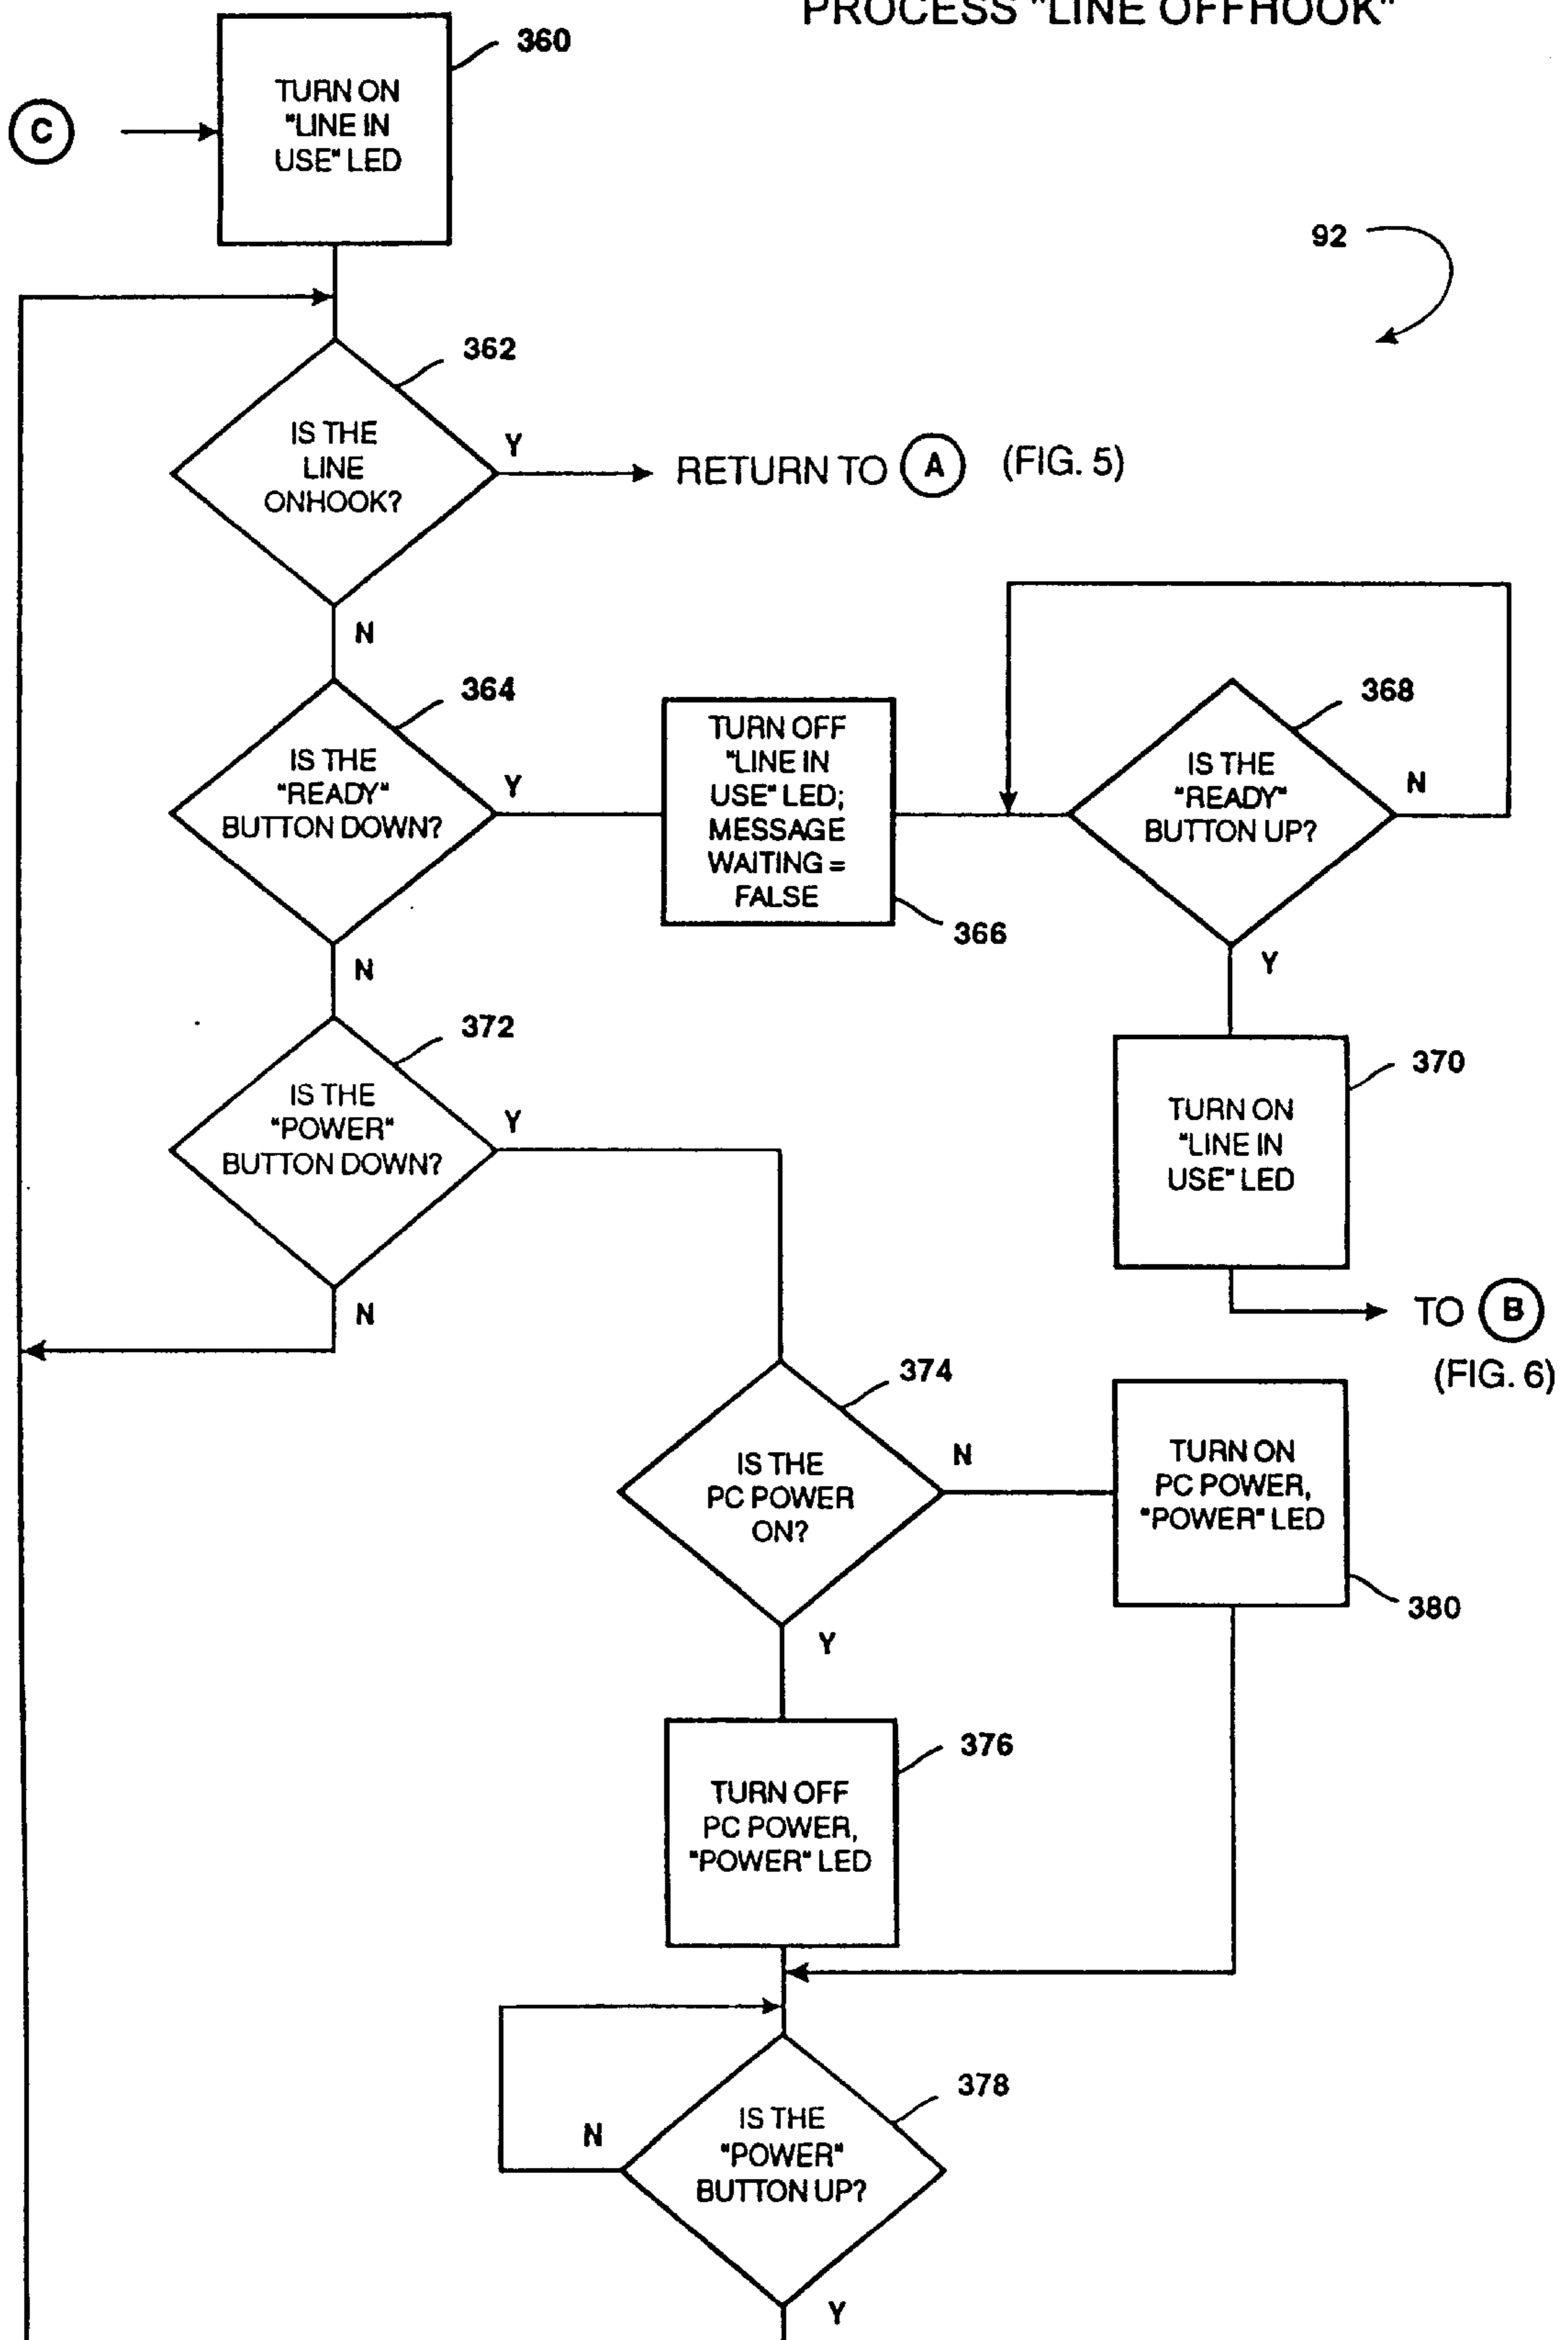 PROCESS "LINE OFFHOOK"
360
TURN ON
"LINE IN
USE" LED
C
92
362
IS THE
LINE
ONHOOK?
Y
RETURN TO A (FIG. 5)
N
364
IS THE
"READY"
BUTTON DOWN?
Y
TURN OFF
"LINE IN
USE" LED;
MESSAGE
WAITING =
FALSE
366
368
IS THE
"READY"
BUTTON UP?
N
Y
N
370
TURN ON
"LINE IN
USE" LED
TO B
(FIG. 6)
372
IS THE
"POWER"
BUTTON DOWN?
Y
N
374
IS THE
PC POWER
ON?
N
TURN ON
PC POWER,
"POWER" LED
380
Y
376
TURN OFF
PC POWER,
"POWER" LED
378
IS THE
"POWER"
BUTTON UP?
N
Y